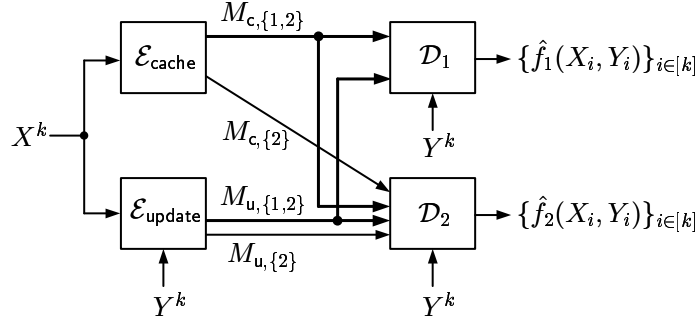 M_{c,{1,2}}
ℰ_cache
𝒟_1
{f̂_1(X_i, Y_i)}_{i∈[k]}
X^k
M_{c,{2}}
Y^k
ℰ_update
M_{u,{1,2}}
𝒟_2
{f̂_2(X_i, Y_i)}_{i∈[k]}
M_{u,{2}}
Y^k
Y^k